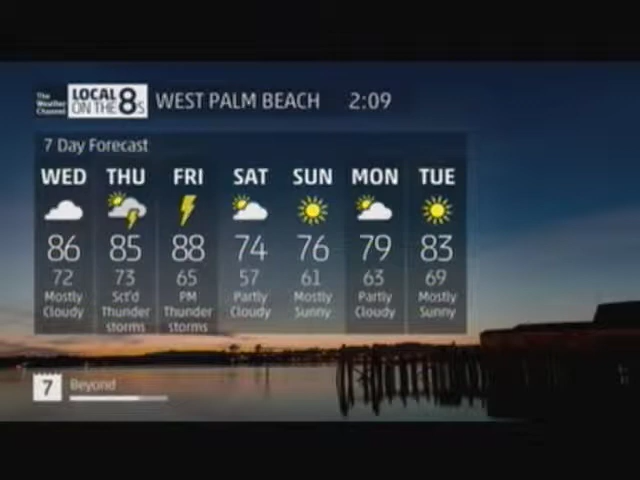 The Weather Channel
LOCAL ON THE 8s
WEST PALM BEACH 2:09
7 Day Forecast
WED THU FRI SAT SUN MON TUE
86 85 88 74 76 79 83
72 73 65 57 61 63 69
Mostly Sct'd PM Partly Mostly Partly Mostly
Cloudy Thunder Thunder Cloudy Sunny Cloudy Sunny
storms storms
7 Beyond